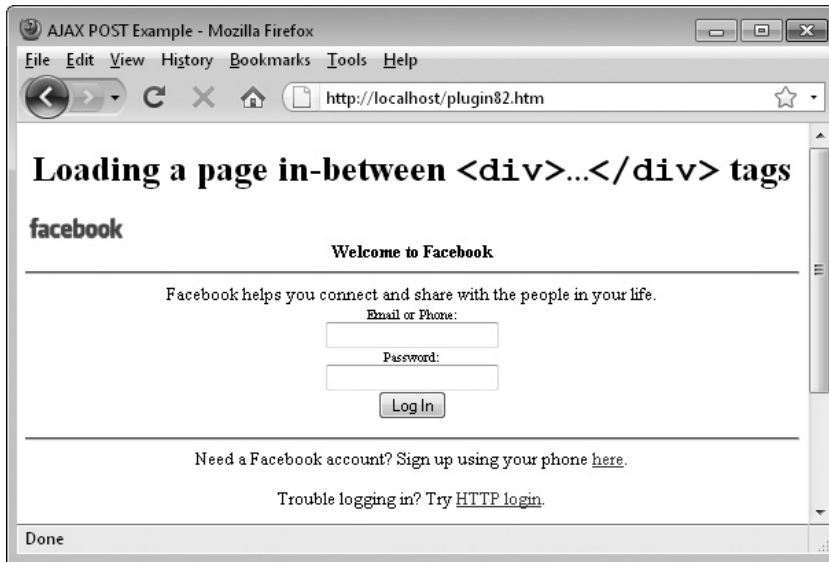 AJAX POST Example - Mozilla Firefox
File Edit View History Bookmarks Tools Help
http://localhost/plugin82.htm
Loading a page in-between <div>...</div> tags
facebook
Welcome to Facebook
Facebook helps you connect and share with the people in your life.
Email or Phone:
Password:
Log In
Need a Facebook account? Sign up using your phone here.
Trouble logging in? Try HTTP login.
Done